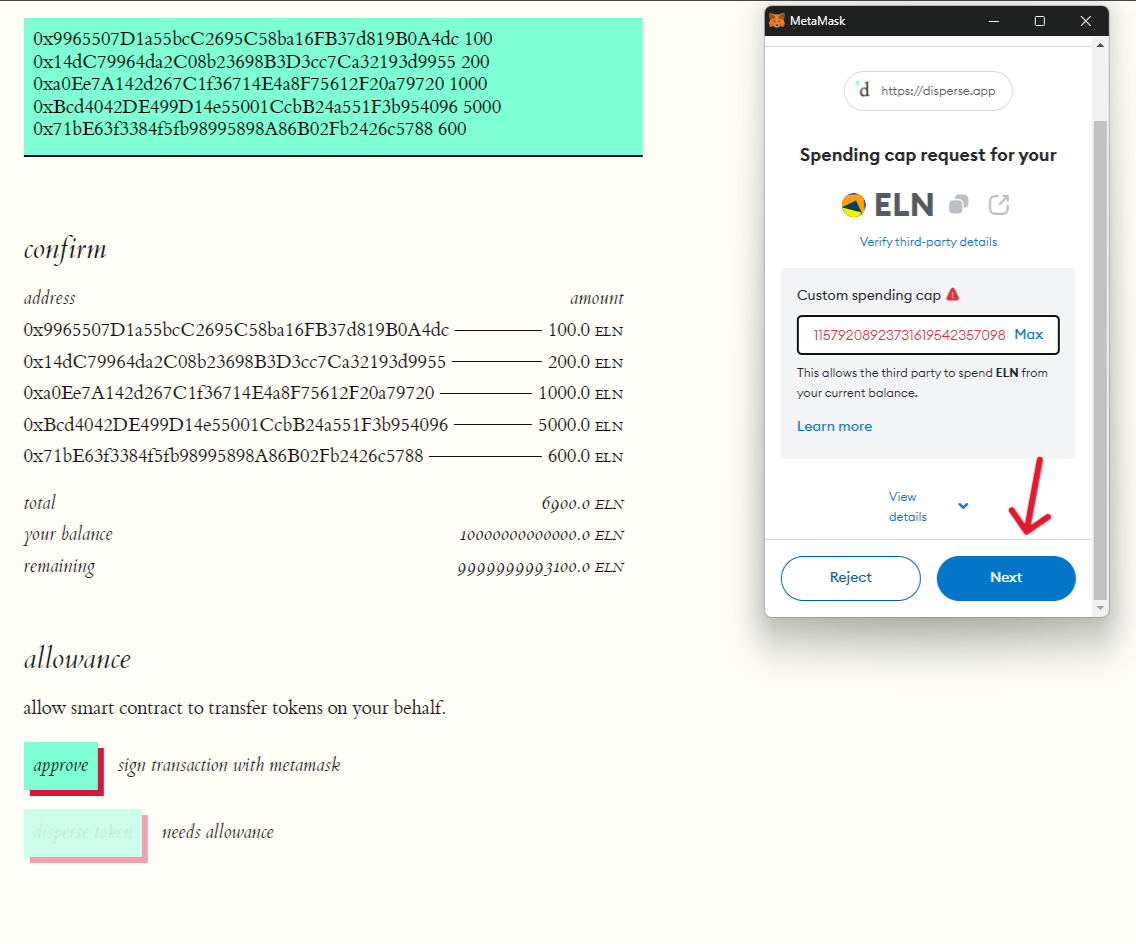 0x9965507D1a55bcC2695C58ba16FB37d819B0A4dc 100
0x14dC79964da2C08b23698B3D3cc7Ca32193d9955 200
0xa0Ee7A142d267C1f36714E4a8F75612F20a79720 1000
0xBcd4042DE499D14e55001CcbB24a551F3b954096 5000
0x71bE63f3384f5fb98995898A86B02Fb2426c5788 600
confirm
address amount
0x9965507D1a55bcC2695C58ba16FB37d819B0A4dc 100.0 ELN
0x14dC79964da2C08b23698B3D3cc7Ca32193d9955 200.0 ELN
0xa0Ee7A142d267C1f36714E4a8F75612F20a79720 1000.0 ELN
0xBcd4042DE499D14e55001CcbB24a551F3b954096 5000.0 ELN
0x71bE63f3384f5fb98995898A86B02Fb2426c5788 600.0 ELN
total 6900.0 ELN
your balance 10000000000000.0 ELN
remaining 9999999993100.0 ELN
allowance
allow smart contract to transfer tokens on your behalf.
approve sign transaction with metamask
disperse token needs allowance
MetaMask
d https://disperse.app
Spending cap request for your
ELN
Verify third-party details
Custom spending cap
11579208923731619542357098 Max
This allows the third party to spend ELN from
your current balance.
Learn more
View
details
Reject Next